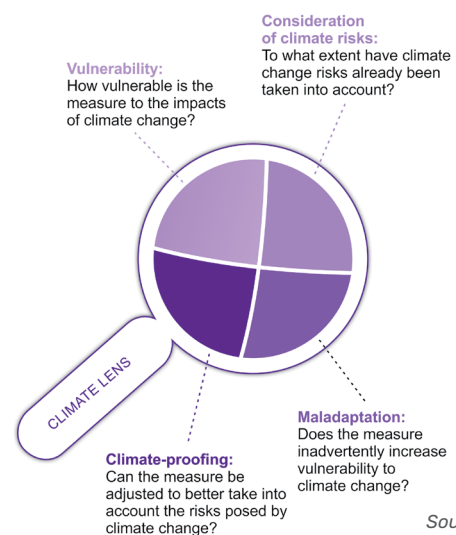 Consideration
of climate risks:
To what extent have climate
change risks already been
taken into account?
Vulnerability:
How vulnerable is the
measure to the impacts
of climate change?
CLIMATE LENS
Maladaptation:
Does the measure
inadvertently increase
vulnerability to
climate change?
Climate-proofing:
Can the measure be
adjusted to better take into
account the risks posed by
climate change?